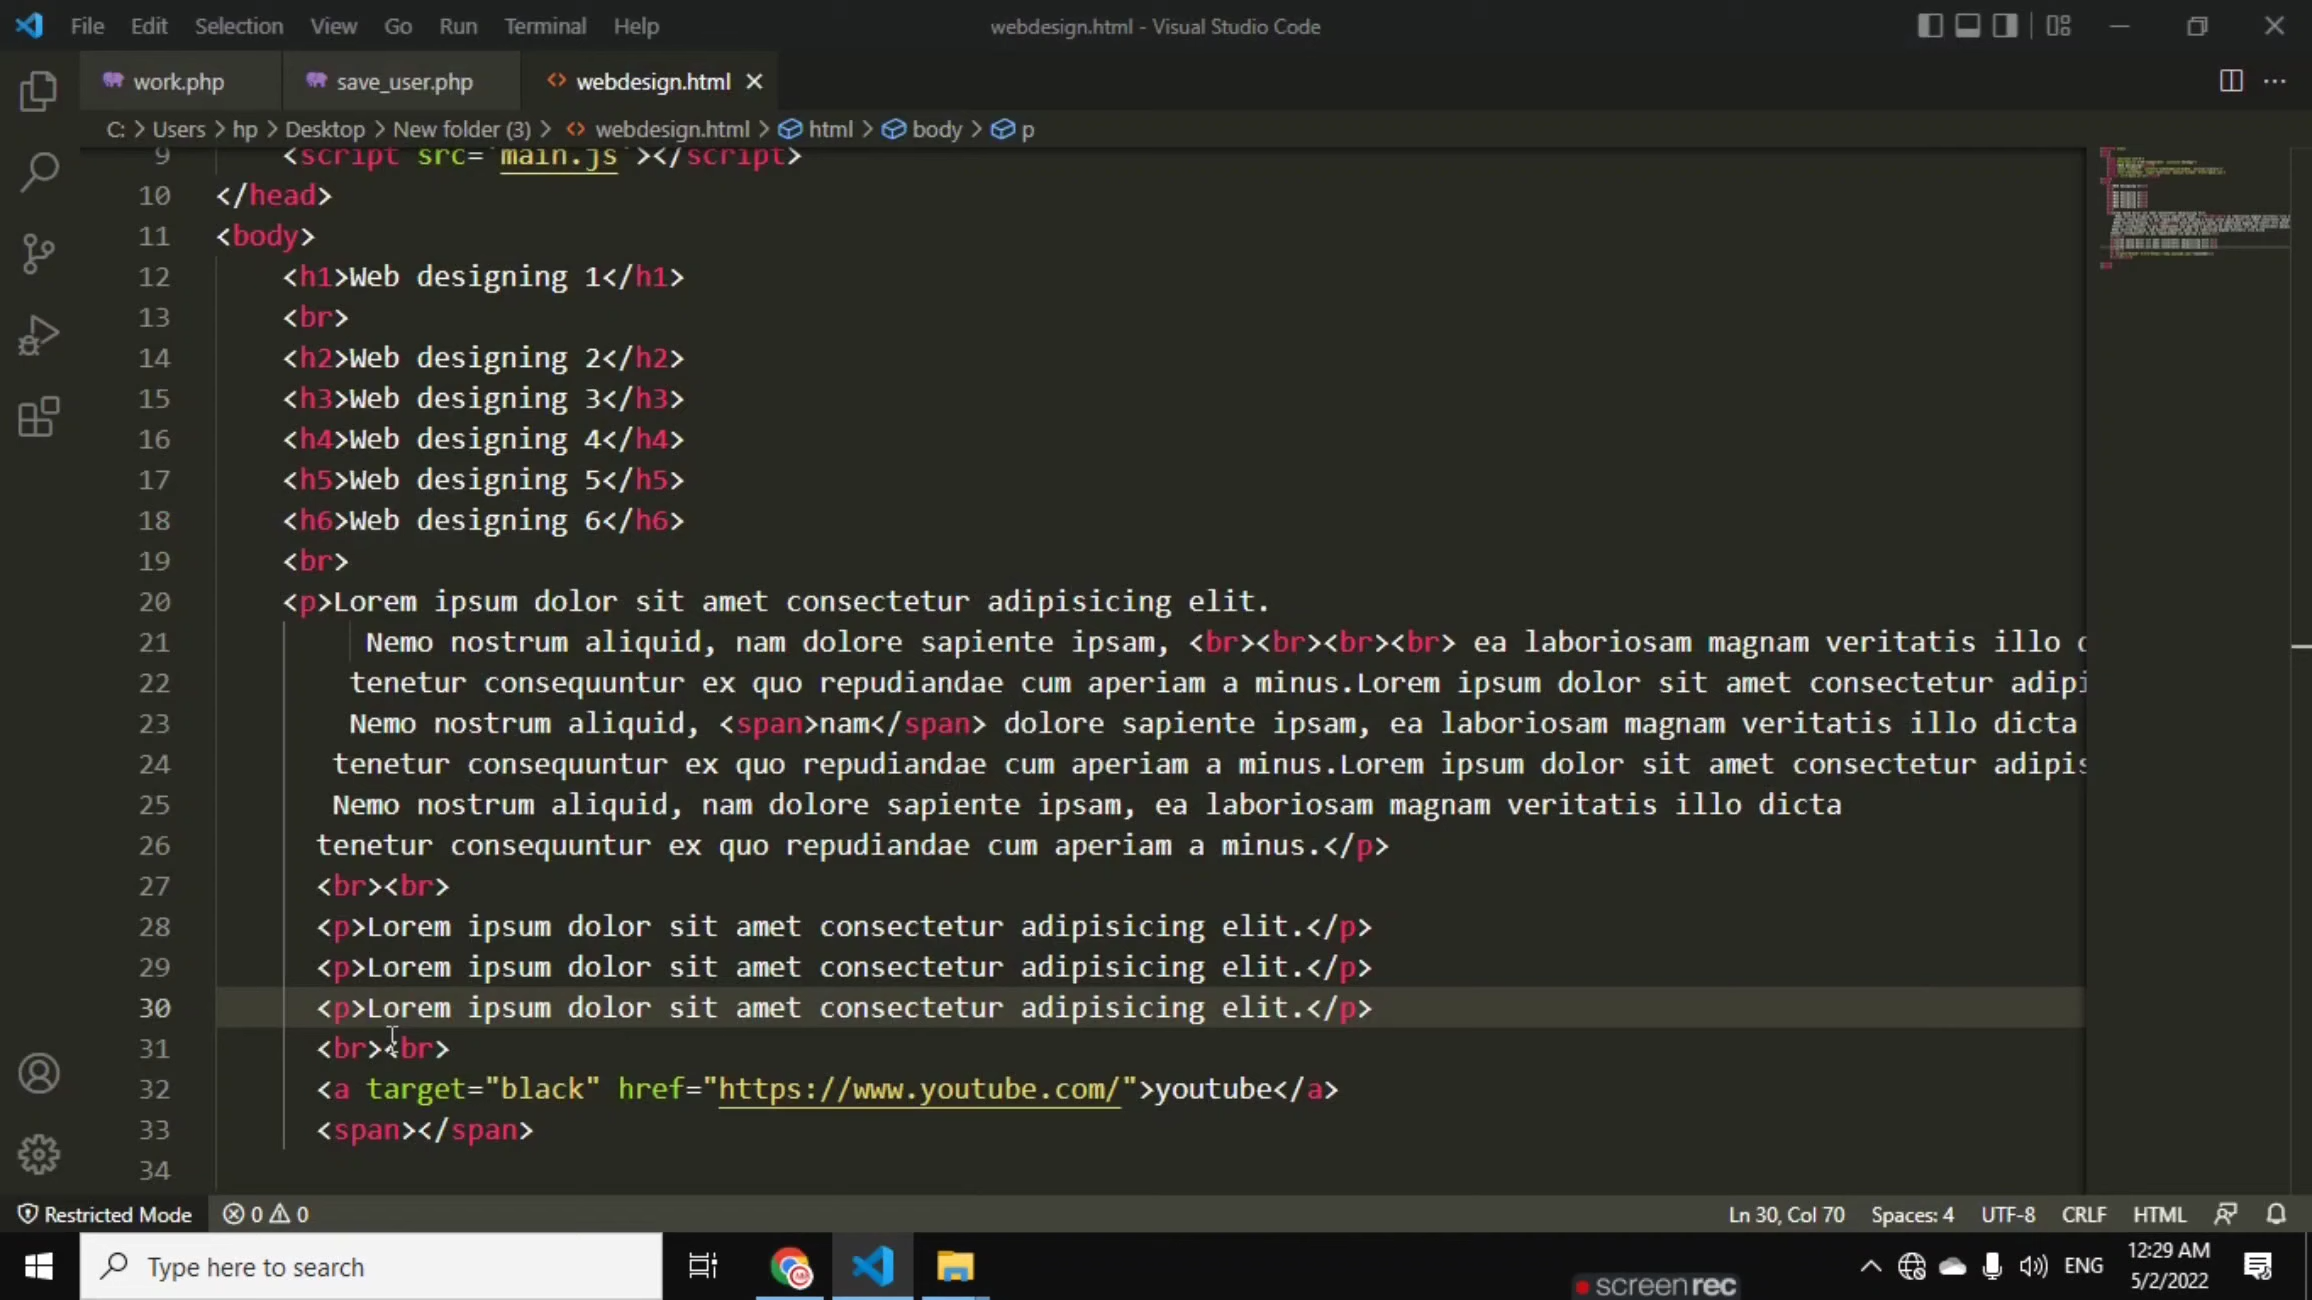 File Edit Selection View Go Run Terminal Help webdesign.html - Visual Studio Code
work.php save_user.php webdesign.html
C: > Users > hp > Desktop > New folder (3) > webdesign.html > html > body > p
9 <script src='main.js'></script>
10 </head>
11 <body>
12 <h1>Web designing 1</h1>
13 <br>
14 <h2>Web designing 2</h2>
15 <h3>Web designing 3</h3>
16 <h4>Web designing 4</h4>
17 <h5>Web designing 5</h5>
18 <h6>Web designing 6</h6>
19 <br>
20 <p>Lorem ipsum dolor sit amet consectetur adipisicing elit.
21 Nemo nostrum aliquid, nam dolore sapiente ipsam, <br><br><br><br> ea laboriosam magnam veritatis illo
22 tenetur consequuntur ex quo repudiandae cum aperiam a minus.Lorem ipsum dolor sit amet consectetur adipi
23 Nemo nostrum aliquid, <span>nam</span> dolore sapiente ipsam, ea laboriosam magnam veritatis illo dicta
24 tenetur consequuntur ex quo repudiandae cum aperiam a minus.Lorem ipsum dolor sit amet consectetur adipis
25 Nemo nostrum aliquid, nam dolore sapiente ipsam, ea laboriosam magnam veritatis illo dicta
26 tenetur consequuntur ex quo repudiandae cum aperiam a minus.</p>
27 <br><br>
28 <p>Lorem ipsum dolor sit amet consectetur adipisicing elit.</p>
29 <p>Lorem ipsum dolor sit amet consectetur adipisicing elit.</p>
30 <p>Lorem ipsum dolor sit amet consectetur adipisicing elit.</p>
31 <br><br>
32 <a target="black" href="https://www.youtube.com/">youtube</a>
33 <span></span>
34
Restricted Mode 0 0 Ln 30, Col 70 Spaces: 4 UTF-8 CRLF HTML
Type here to search ENG 12:29 AM
5/2/2022
screenrec